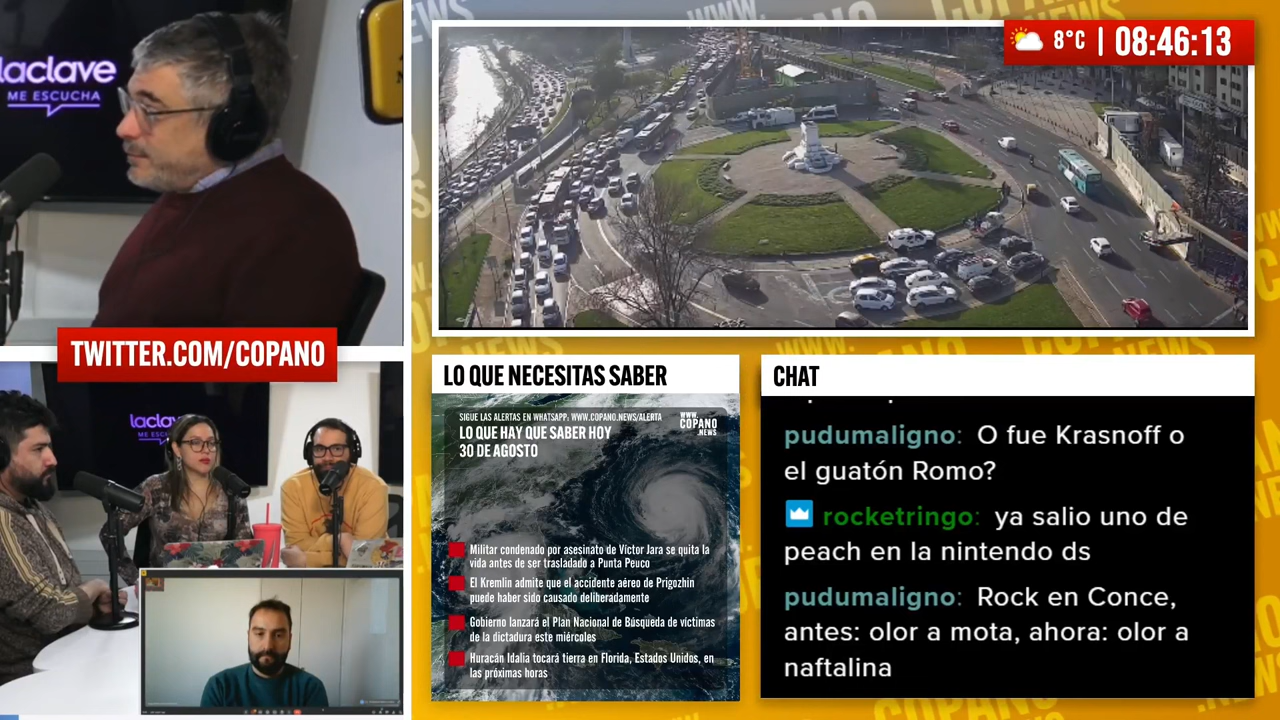 laclave
ME ESCUCHA
TWITTER.COM/COPANO
8°C | 08:46:13
LO QUE NECESITAS SABER
SIGUE LAS ALERTAS EN WHATSAPP: WWW.COPANO.NEWS/ALERTA
LO QUE HAY QUE SABER HOY
30 DE AGOSTO
WWW.
COPANO
.NEWS
Militar condenado por asesinato de Víctor Jara se quita la
vida antes de ser trasladado a Punta Peuco
El Kremlin admite que el accidente aéreo de Prigozhin
puede haber sido causado deliberadamente
Gobierno lanzará el Plan Nacional de Búsqueda de víctimas
de la dictadura este miércoles
Huracán Idalia tocará tierra en Florida, Estados Unidos, en
las próximas horas
CHAT
pudumaligno: O fue Krasnoff o
el guatón Romo?
rocketringo: ya salio uno de
peach en la nintendo ds
pudumaligno: Rock en Conce,
antes: olor a mota, ahora: olor a
naftalina